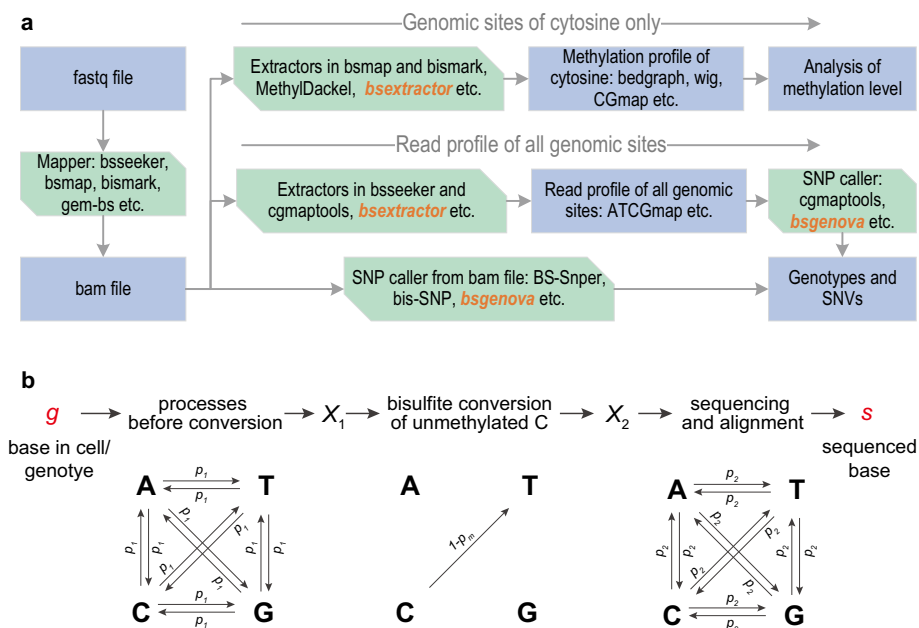 a
Genomic sites of cytosine only
fastq file
Extractors in bsmap and bismark,
MethylDackel, bsextractor etc.
Methylation profile of
cytosine: bedgraph, wig,
CGmap etc.
Analysis of
methylation level
Read profile of all genomic sites
Mapper: bsseeker,
bsmap, bismark,
gem-bs etc.
Extractors in bsseeker and
cgmaptools, bsextractor etc.
Read profile of all genomic
sites: ATCGmap etc.
SNP caller:
cgmaptools,
bsgenova etc.
bam file
SNP caller from bam file: BS-Snper,
bis-SNP, bsgenova etc.
Genotypes and
SNVs
b
g
processes
before conversion
X1
bisulfite conversion
of unmethylated C
X2
sequencing
and alignment
s
base in cell/
genotye
sequenced
base
A p1 T
p1
p1 p1 p1 p1 p1 p1
p1 p1
C p1 G
p1
A T
1-pm
C G
A p2 T
p2
p2 p2 p2 p2 p2 p2
p2 p2
C p2 G
p2